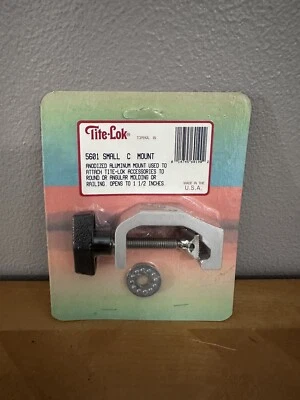 Tite-Lok®
5601 SMALL C MOUNT
ANODIZED ALUMINUM MOUNT USED TO
ATTACH TITE-LOK ACCESSORIES TO
ROUND OR ANGULAR MOLDING OR
RAILING. OPENS TO 1 1/2 INCHES.
MADE IN THE
U.S.A.